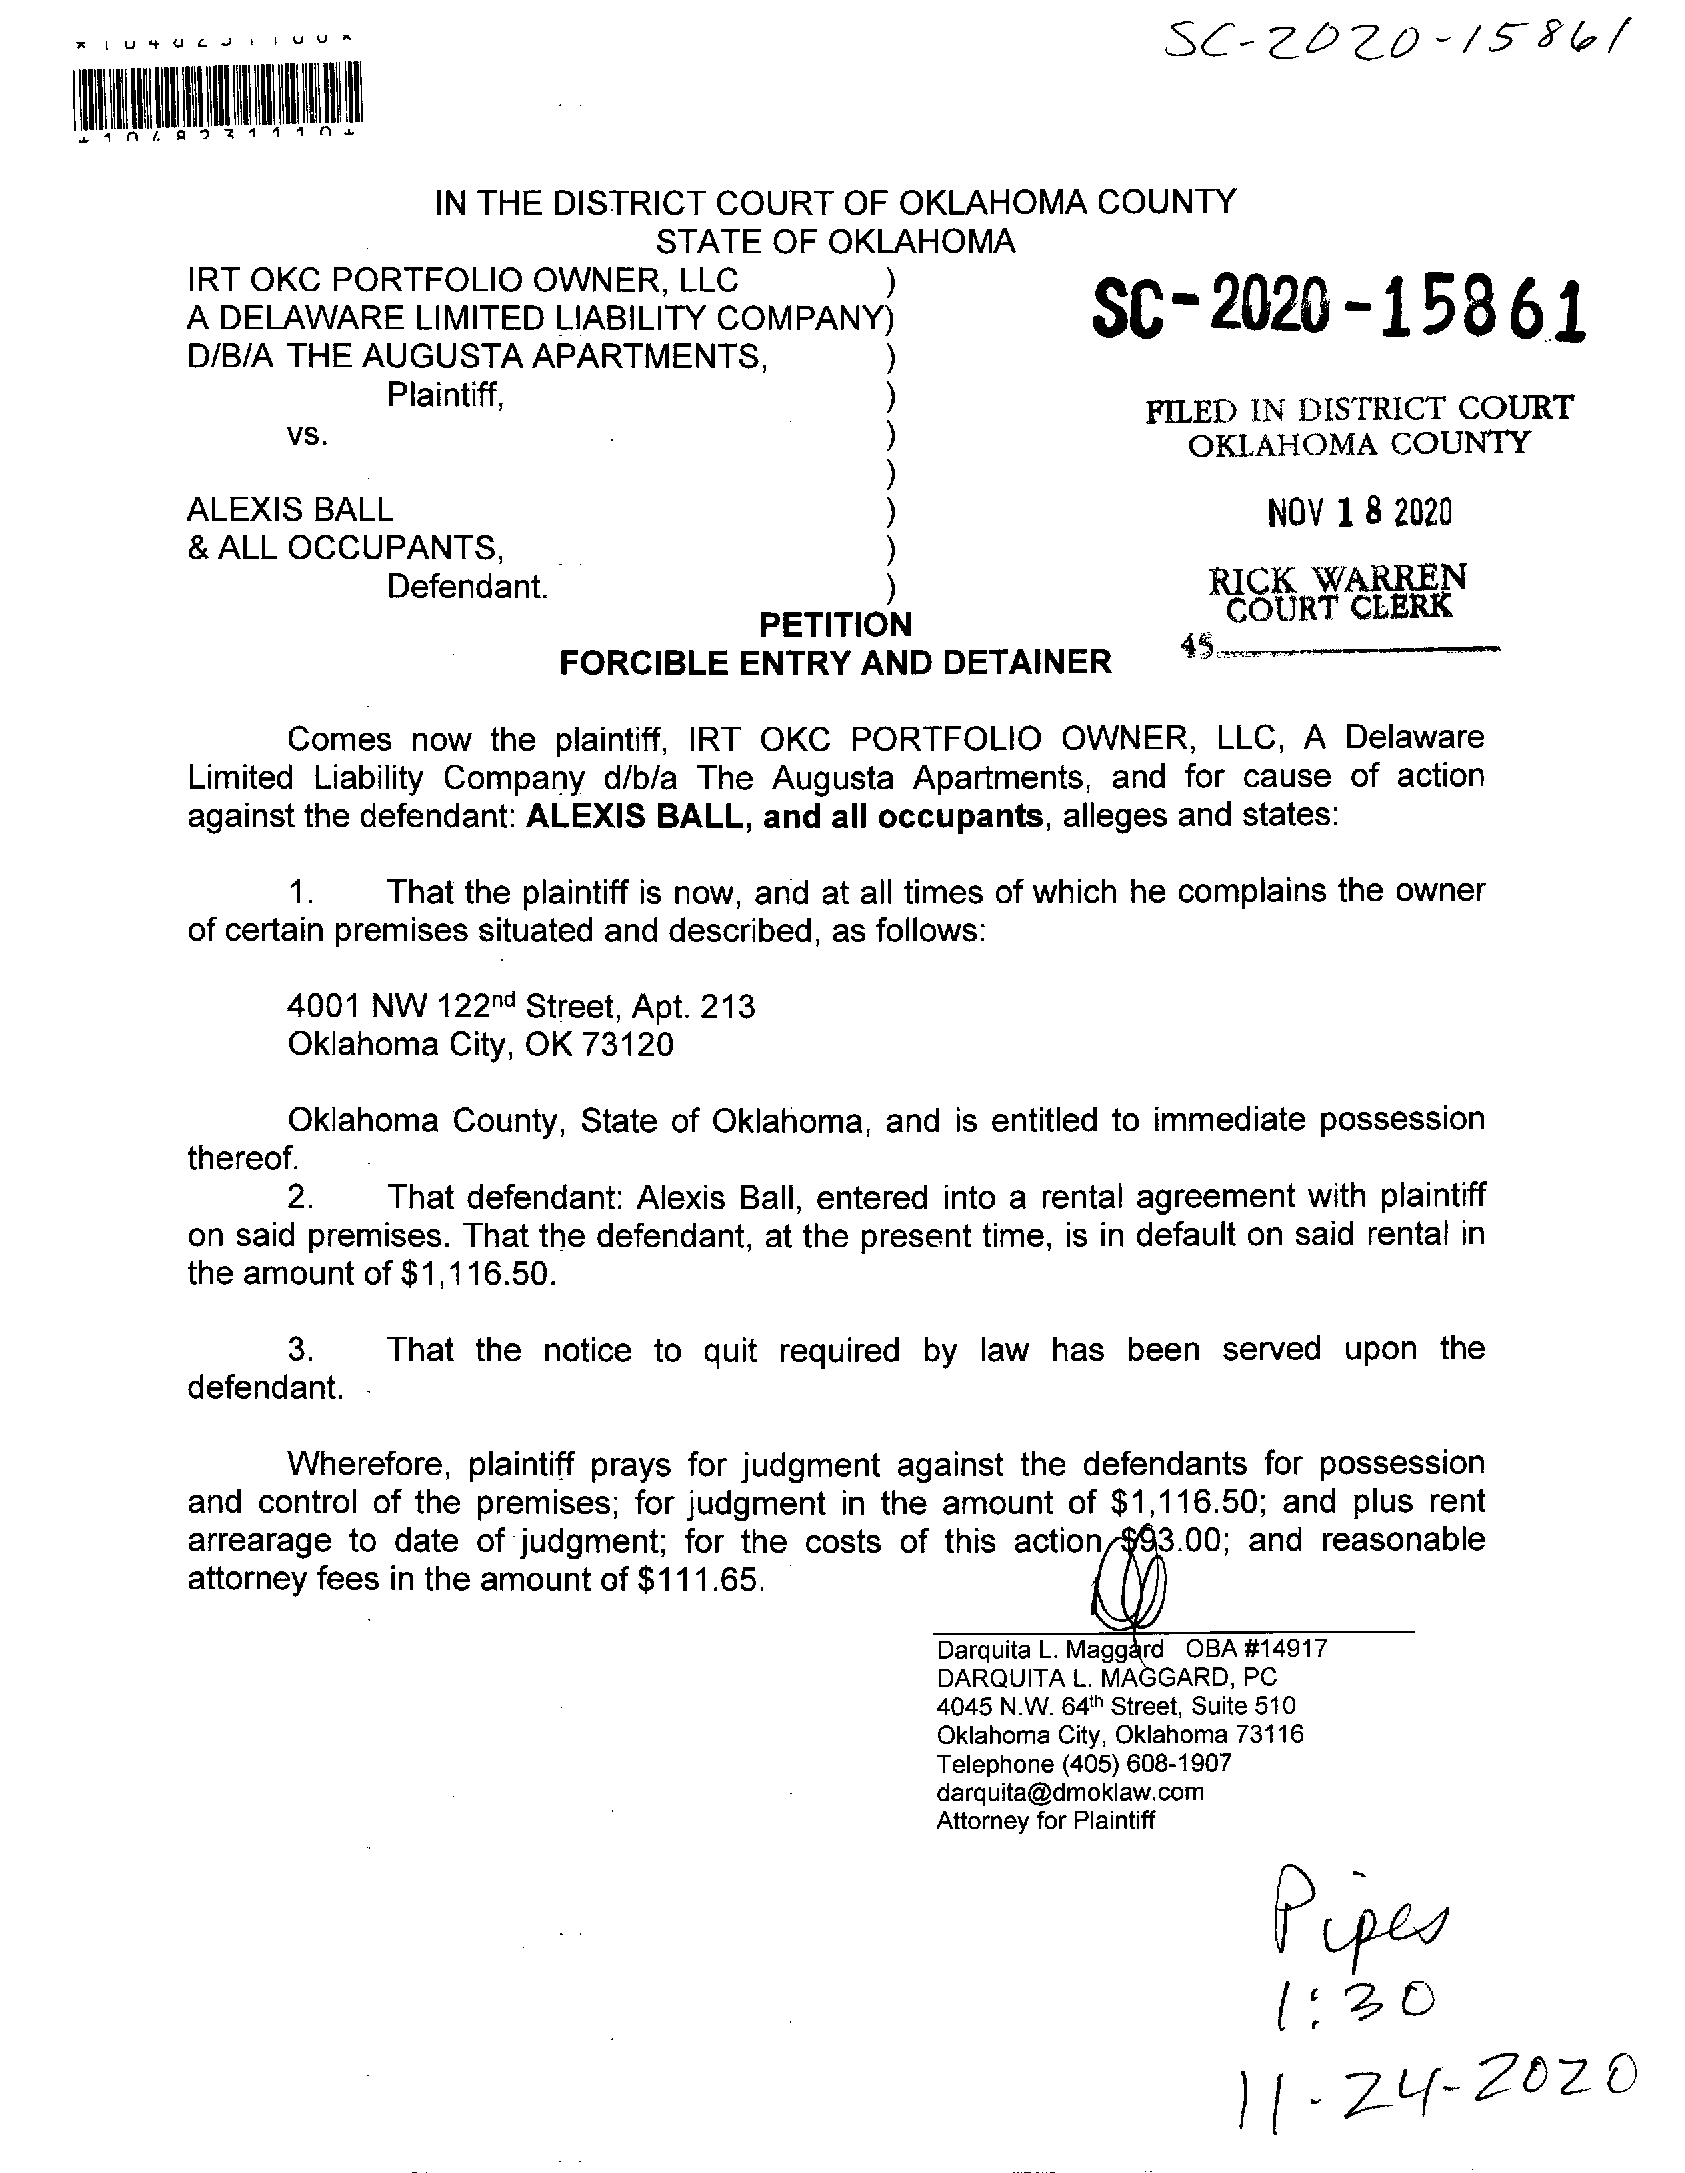 SC-2020-15861
IN THE DISTRICT COURT OF OKLAHOMA COUNTY
STATE OF OKLAHOMA
IRT OKC PORTFOLIO OWNER, LLC )
A DELAWARE LIMITED LIABILITY COMPANY)
D/B/A THE AUGUSTA APARTMENTS, )
Plaintiff, )
vs. )
)
ALEXIS BALL )
& ALL OCCUPANTS, )
Defendant. )
SC-2020-15861
FILED IN DISTRICT COURT
OKLAHOMA COUNTY
NOV 18 2020
RICK WARREN
COURT CLERK
45
PETITION
FORCIBLE ENTRY AND DETAINER
Comes now the plaintiff, IRT OKC PORTFOLIO OWNER, LLC, A Delaware
Limited Liability Company d/b/a The Augusta Apartments, and for cause of action
against the defendant: ALEXIS BALL, and all occupants, alleges and states:
1. That the plaintiff is now, and at all times of which he complains the owner
of certain premises situated and described, as follows:
4001 NW 122nd Street, Apt. 213
Oklahoma City, OK 73120
Oklahoma County, State of Oklahoma, and is entitled to immediate possession
thereof.
2. That defendant: Alexis Ball, entered into a rental agreement with plaintiff
on said premises. That the defendant, at the present time, is in default on said rental in
the amount of $1,116.50.
3. That the notice to quit required by law has been served upon the
defendant.
Wherefore, plaintiff prays for judgment against the defendants for possession
and control of the premises; for judgment in the amount of $1,116.50; and plus rent
arrearage to date of judgment; for the costs of this action $93.00; and reasonable
attorney fees in the amount of $111.65.
Darquita L. Maggard OBA #14917
DARQUITA L. MAGGARD, PC
4045 N.W. 64th Street, Suite 510
Oklahoma City, Oklahoma 73116
Telephone (405) 608-1907
darquita@dmoklaw.com
Attorney for Plaintiff
Pipes
1:30
11-24-2020